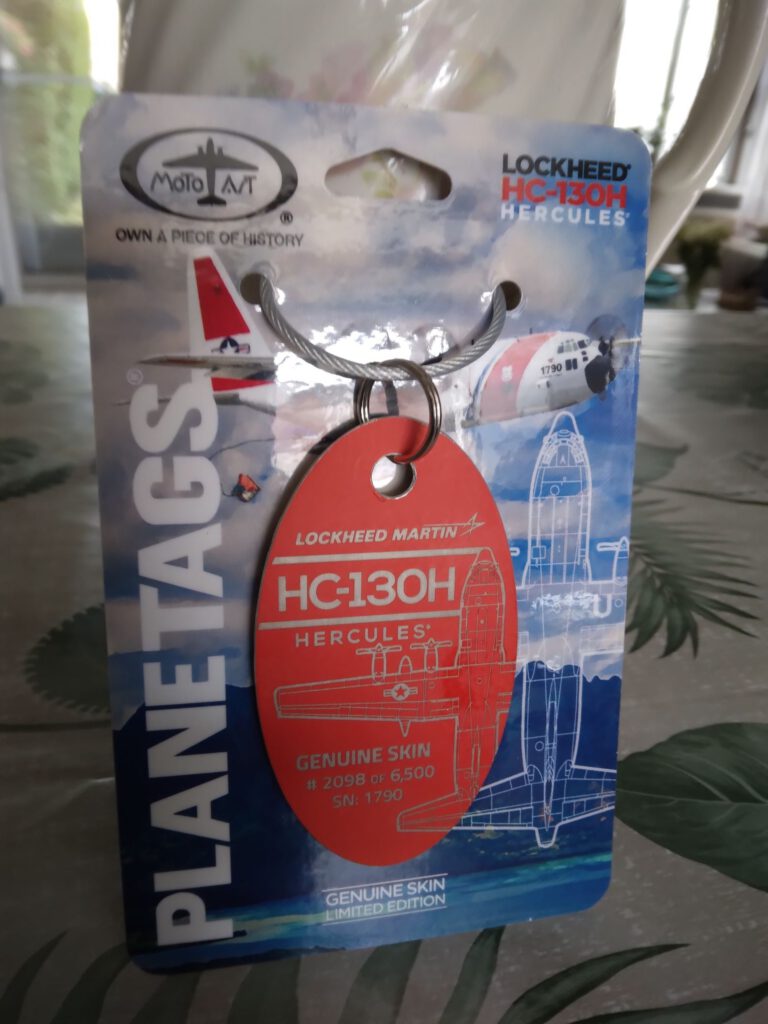 MOTOART
®
OWN A PIECE OF HISTORY
LOCKHEED®
HC-130H
HERCULES®
1790
PLANETAGS®
LOCKHEED MARTIN
HC-130H
HERCULES®
GENUINE SKIN
# 2098 OF 6,500
SN: 1790
U
GENUINE SKIN
LIMITED EDITION